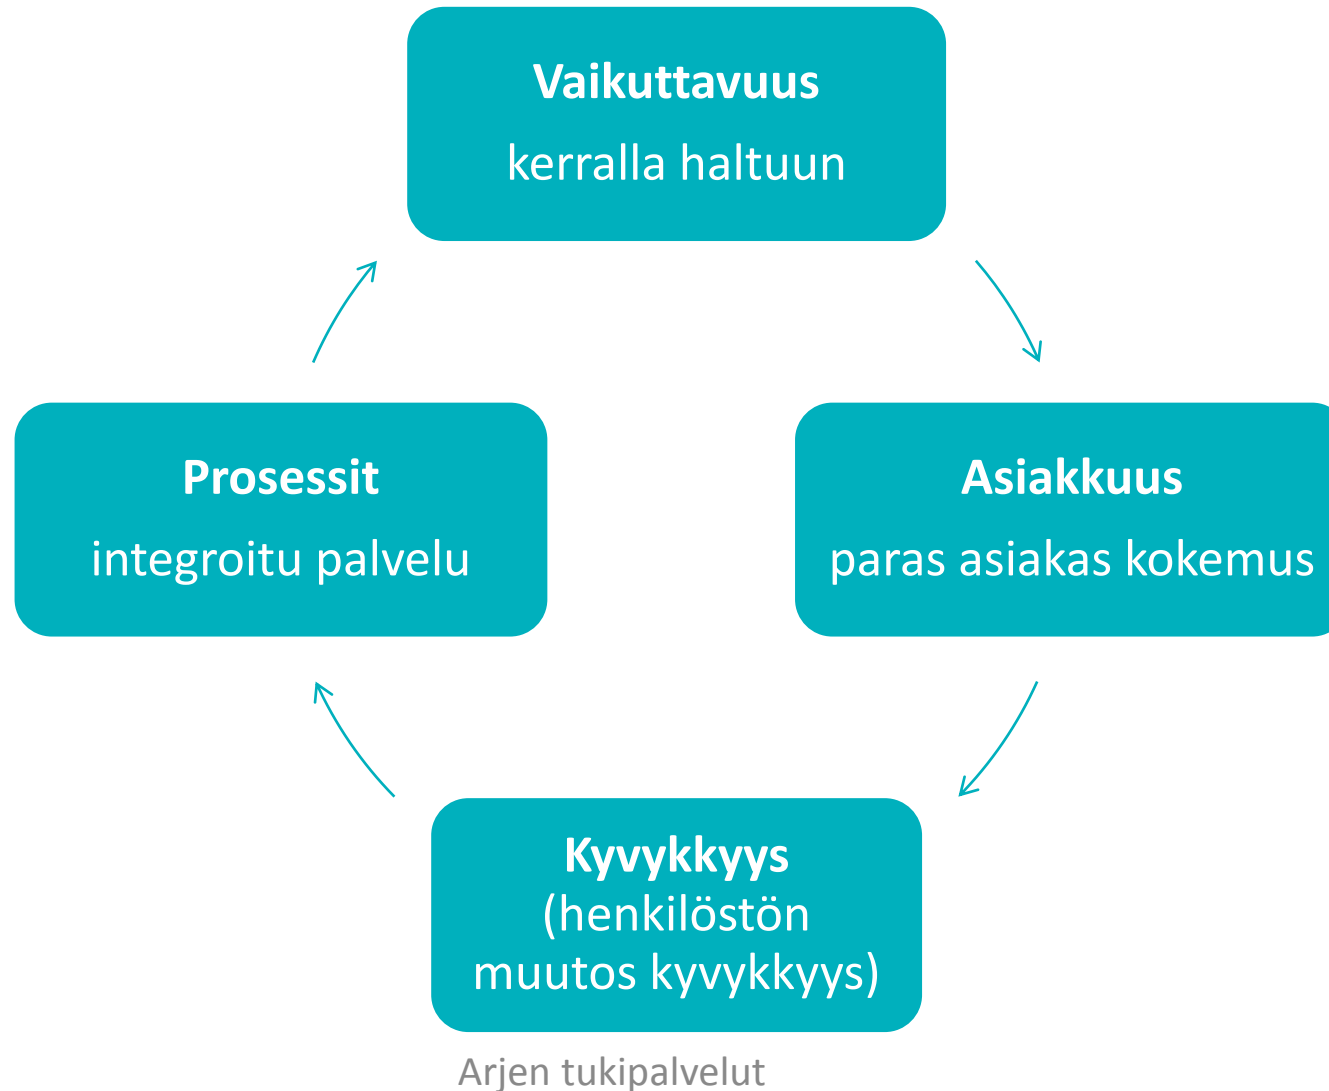 Vaikuttavuus
kerralla haltuun
Prosessit
integroitu palvelu
Asiakkuus
paras asiakas kokemus
Kyvykkyys
(henkilöstön
muutos kyvykkyys)
Arjen tukipalvelut